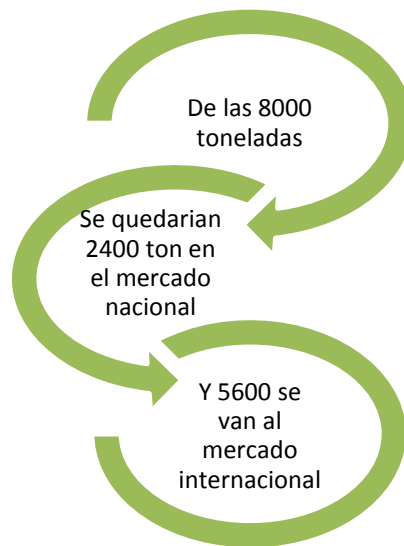 De las 8000
toneladas
Se quedarian
2400 ton en
el mercado
nacional
Y 5600 se
van al
mercado
internacional